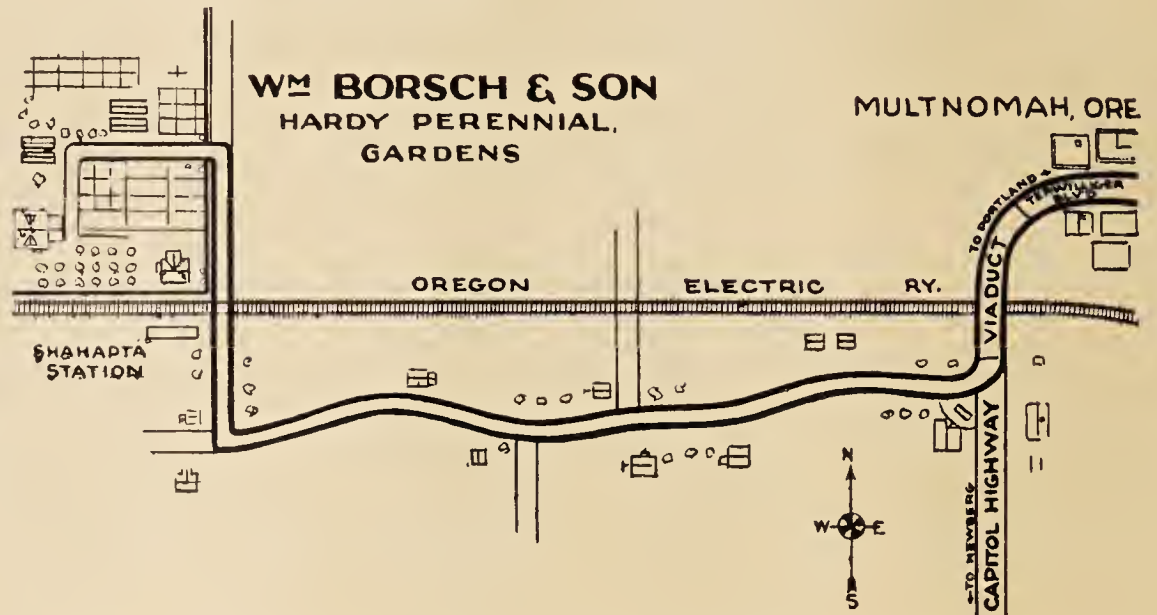 WM BORSCH & SON
HARDY PERENNIAL,
GARDENS
MULTNOMAH, ORE
TO PORTLAND
TERWILLIGER
BLVD
VIADUCT
OREGON ELECTRIC RY.
SHAHAPTA
STATION
N
W E
S
TO NEWBERG
CAPITOL HIGHWAY